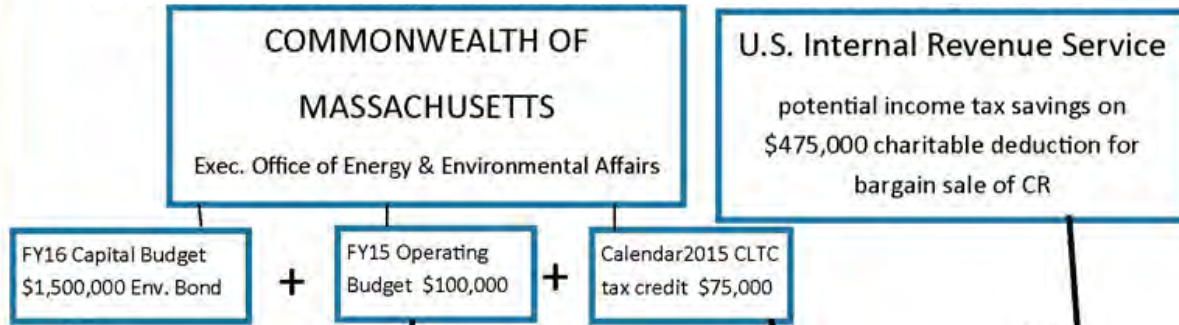 COMMONWEALTH OF
MASSACHUSETTS
Exec. Office of Energy & Environmental Affairs
U.S. Internal Revenue Service
potential income tax savings on
$475,000 charitable deduction for
bargain sale of CR
FY16 Capital Budget
$1,500,000 Env. Bond
+
FY15 Operating
Budget $100,000
+
Calendar2015 CLTC
tax credit $75,000